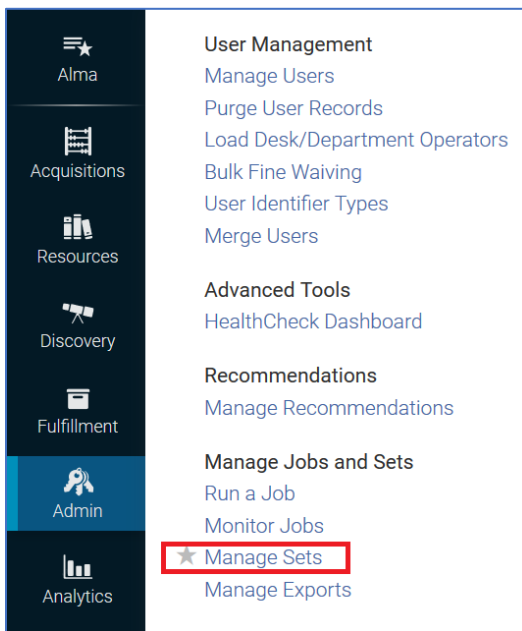 Alma
Acquisitions
Resources
Discovery
Fulfillment
Admin
Analytics
User Management
Manage Users
Purge User Records
Load Desk/Department Operators
Bulk Fine Waiving
User Identifier Types
Merge Users
Advanced Tools
HealthCheck Dashboard
Recommendations
Manage Recommendations
Manage Jobs and Sets
Run a Job
Monitor Jobs
Manage Sets
Manage Exports